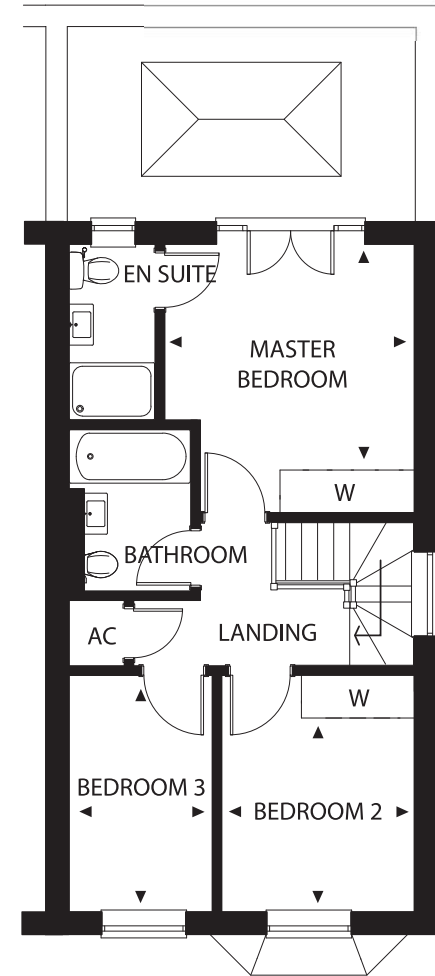 EN SUITE
MASTER
BEDROOM
W
BATHROOM
AC
LANDING
W
BEDROOM 3
BEDROOM 2